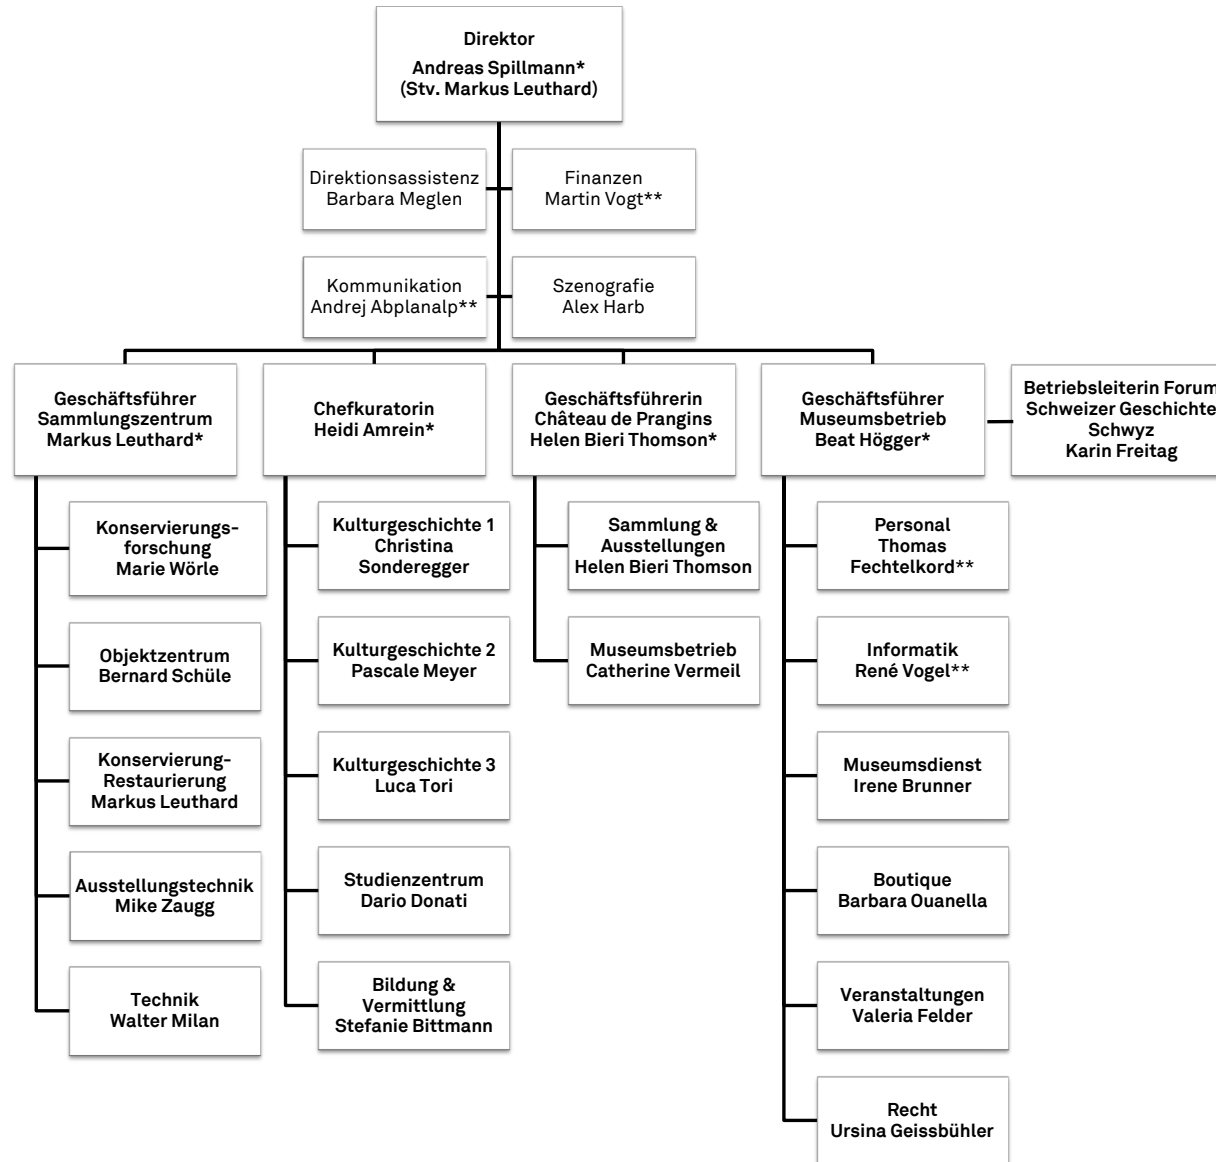 Direktor
Andreas Spillmann*
(Stv. Markus Leuthard)
Direktionsassistenz
Barbara Meglen
Finanzen
Martin Vogt**
Kommunikation
Andrej Abplanalp**
Szenografie
Alex Harb
Geschäftsführer
Sammlungszentrum
Markus Leuthard*
Chefkuratorin
Heidi Amrein*
Geschäftsführerin
Château de Prangins
Helen Bieri Thomson*
Geschäftsführer
Museumsbetrieb
Beat Högger*
Betriebsleiterin Forum
Schweizer Geschichte
Schwyz
Karin Freitag
Konservierungs-
forschung
Marie Wörle
Objektzentrum
Bernard Schüle
Konservierung-
Restaurierung
Markus Leuthard
Ausstellungstechnik
Mike Zaugg
Technik
Walter Milan
Kulturgeschichte 1
Christina
Sonderegger
Kulturgeschichte 2
Pascale Meyer
Kulturgeschichte 3
Luca Tori
Studienzentrum
Dario Donati
Bildung &
Vermittlung
Stefanie Bittmann
Sammlung &
Ausstellungen
Helen Bieri Thomson
Museumsbetrieb
Catherine Vermeil
Personal
Thomas
Fechtelkord**
Informatik
René Vogel**
Museumsdienst
Irene Brunner
Boutique
Barbara Ouanella
Veranstaltungen
Valeria Felder
Recht
Ursina Geissbühler